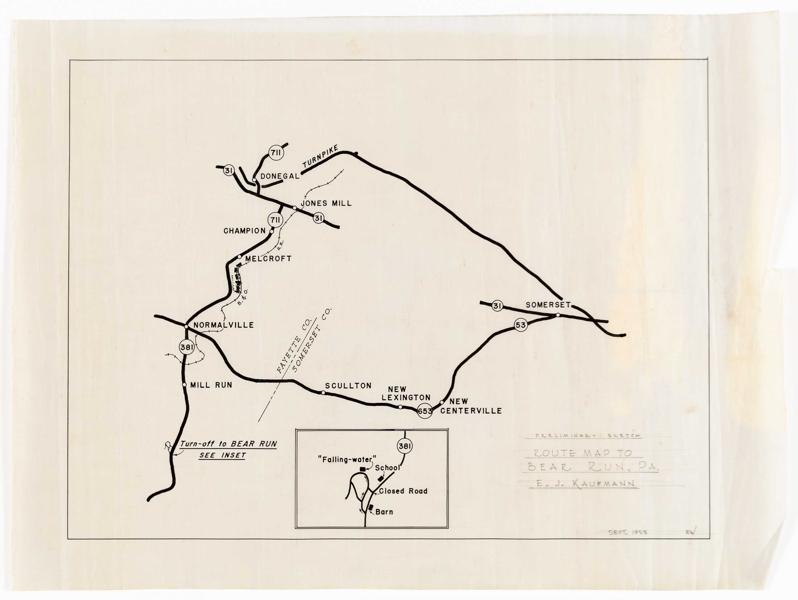 711
31
DONEGAL
TURNPIKE
JONES MILL
711
31
CHAMPION
MELCROFT
B.&O.
31
SOMERSET
53
NORMALVILLE
381
FAYETTE CO.
SOMERSET CO.
MILL RUN
SCULLTON
NEW
LEXINGTON
653
NEW
CENTERVILLE
Turn-off to BEAR RUN
SEE INSET
381
"Falling-water"
School
Closed Road
Barn
PRELIMINARY SKETCH
ROUTE MAP TO
BEAR RUN, PA.
E. J. KAUFMANN
SEPT. 1955